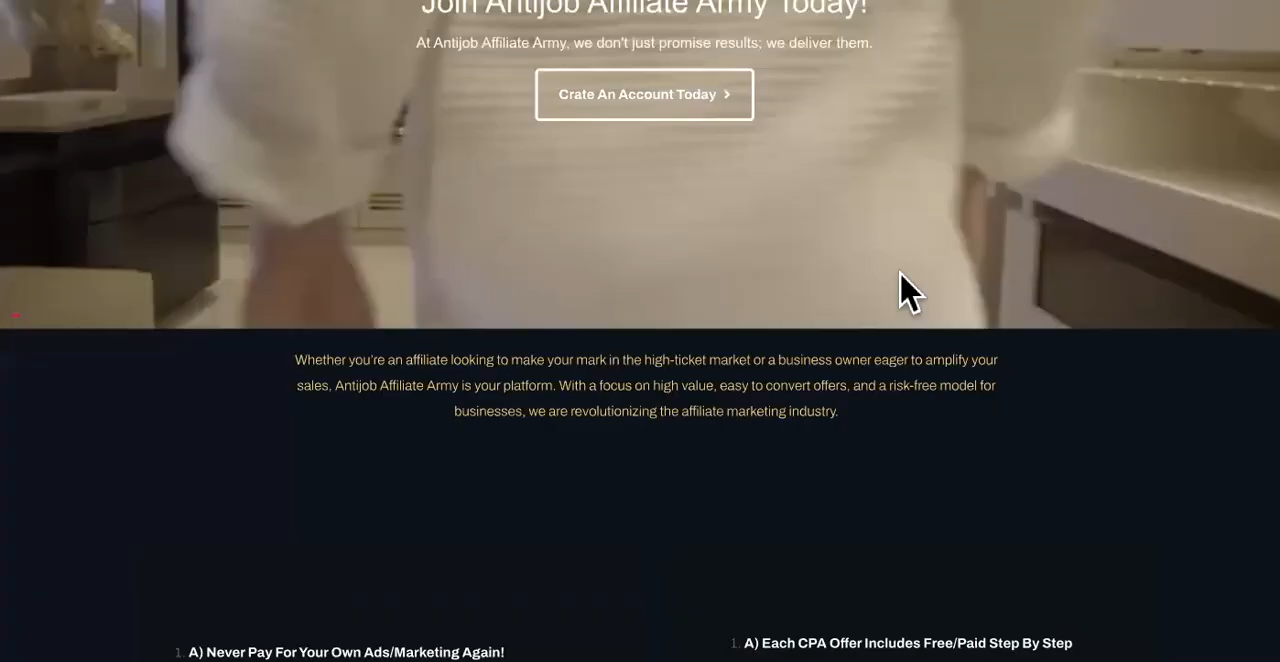 Join Antijob Affiliate Army Today!
At Antijob Affiliate Army, we don't just promise results; we deliver them.
Crate An Account Today
Whether you're an affiliate looking to make your mark in the high-ticket market or a business owner eager to amplify your
sales, Antijob Affiliate Army is your platform. With a focus on high value, easy to convert offers, and a risk-free model for
businesses, we are revolutionizing the affiliate marketing industry.
1. A) Never Pay For Your Own Ads/Marketing Again!
1. A) Each CPA Offer Includes Free/Paid Step By Step